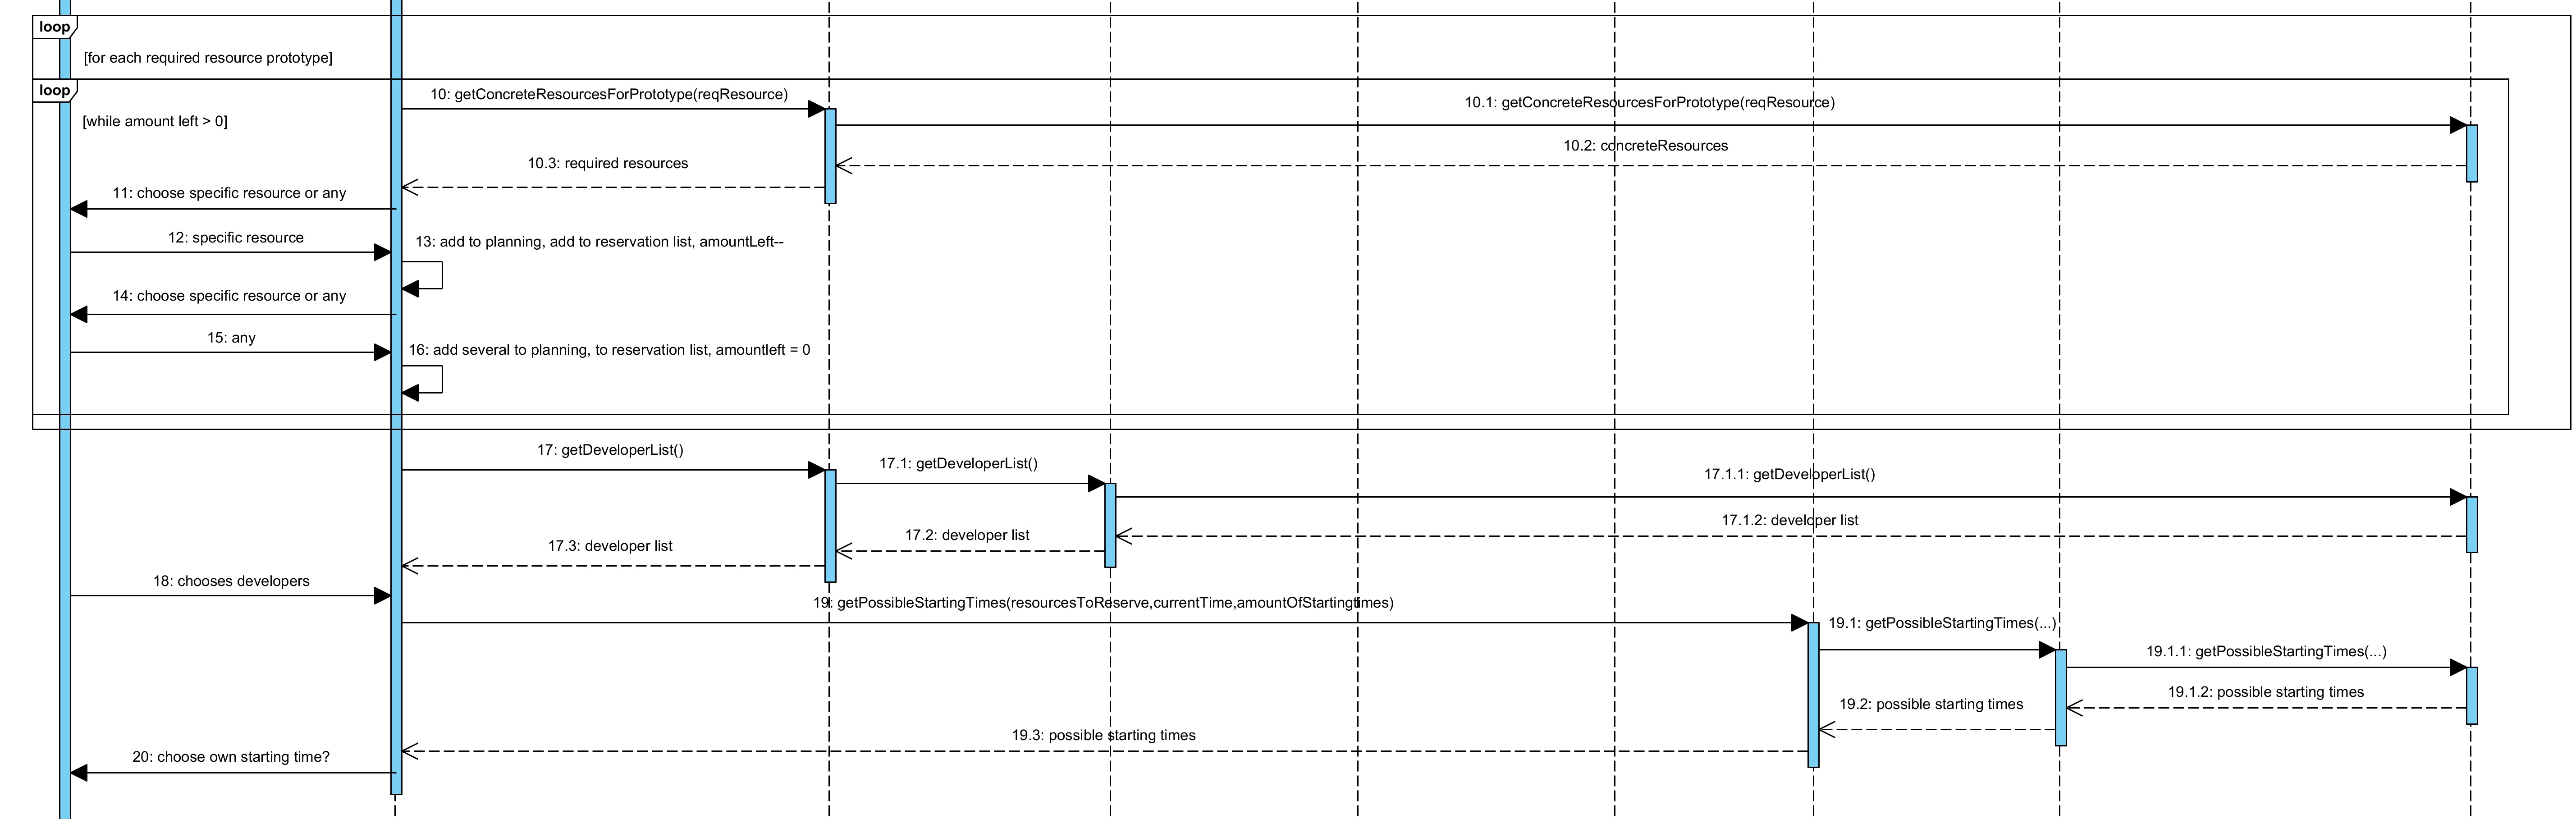 loop
[for each required resource prototype]
loop
10: getConcreteResourcesForPrototype(reqResource)
10.1: getConcreteResourcesForPrototype(reqResource)
[while amount left > 0]
10.2: concreteResources
10.3: required resources
11: choose specific resource or any
12: specific resource
13: add to planning, add to reservation list, amountLeft--
14: choose specific resource or any
15: any
16: add several to planning, to reservation list, amountleft = 0
17: getDeveloperList()
17.1: getDeveloperList()
17.1.1: getDeveloperList()
17.1.2: developer list
17.2: developer list
17.3: developer list
18: chooses developers
19: getPossibleStartingTimes(resourcesToReserve,currentTime,amountOfStartingtimes)
19.1: getPossibleStartingTimes(...)
19.1.1: getPossibleStartingTimes(...)
19.1.2: possible starting times
19.2: possible starting times
19.3: possible starting times
20: choose own starting time?